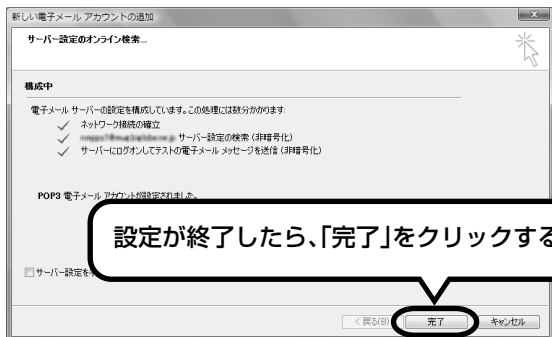 新しい電子メール アカウントの追加
サーバー設定のオンライン検索...
構成中
電子メール サーバーの設定を構成しています。この処理には数分かかります:
ネットワーク接続の確立
サーバー設定の検索 (非暗号化)
サーバーにログオンしてテストの電子メール メッセージを送信 (非暗号化)
POP3 電子メール アカウントが設定されました。
設定が終了したら、「完了」をクリックする
サーバー設定を
< 戻る(B)
完了
キャンセル